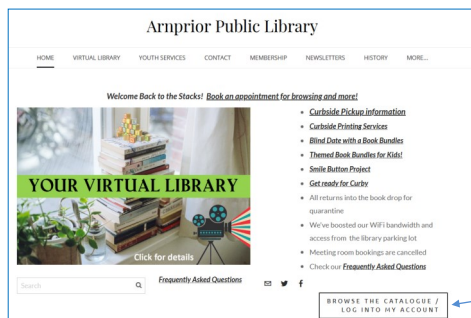 Arnprior Public Library
HOME VIRTUAL LIBRARY YOUTH SERVICES CONTACT MEMBERSHIP NEWSLETTERS HISTORY MORE...
Welcome Back to the Stacks! Book an appointment for browsing and more!
YOUR VIRTUAL LIBRARY
Click for details
Curbside Pickup information
Curbside Printing Services
Blind Date with a Book Bundles
Themed Book Bundles for Kids!
Smile Button Project
Get ready for Curby
All returns into the book drop for
quarantine
We've boosted our WiFi bandwidth and
access from the library parking lot
Meeting room bookings are cancelled
Check our Frequently Asked Questions
Search
Frequently Asked Questions
BROWSE THE CATALOGUE /
LOG INTO MY ACCOUNT